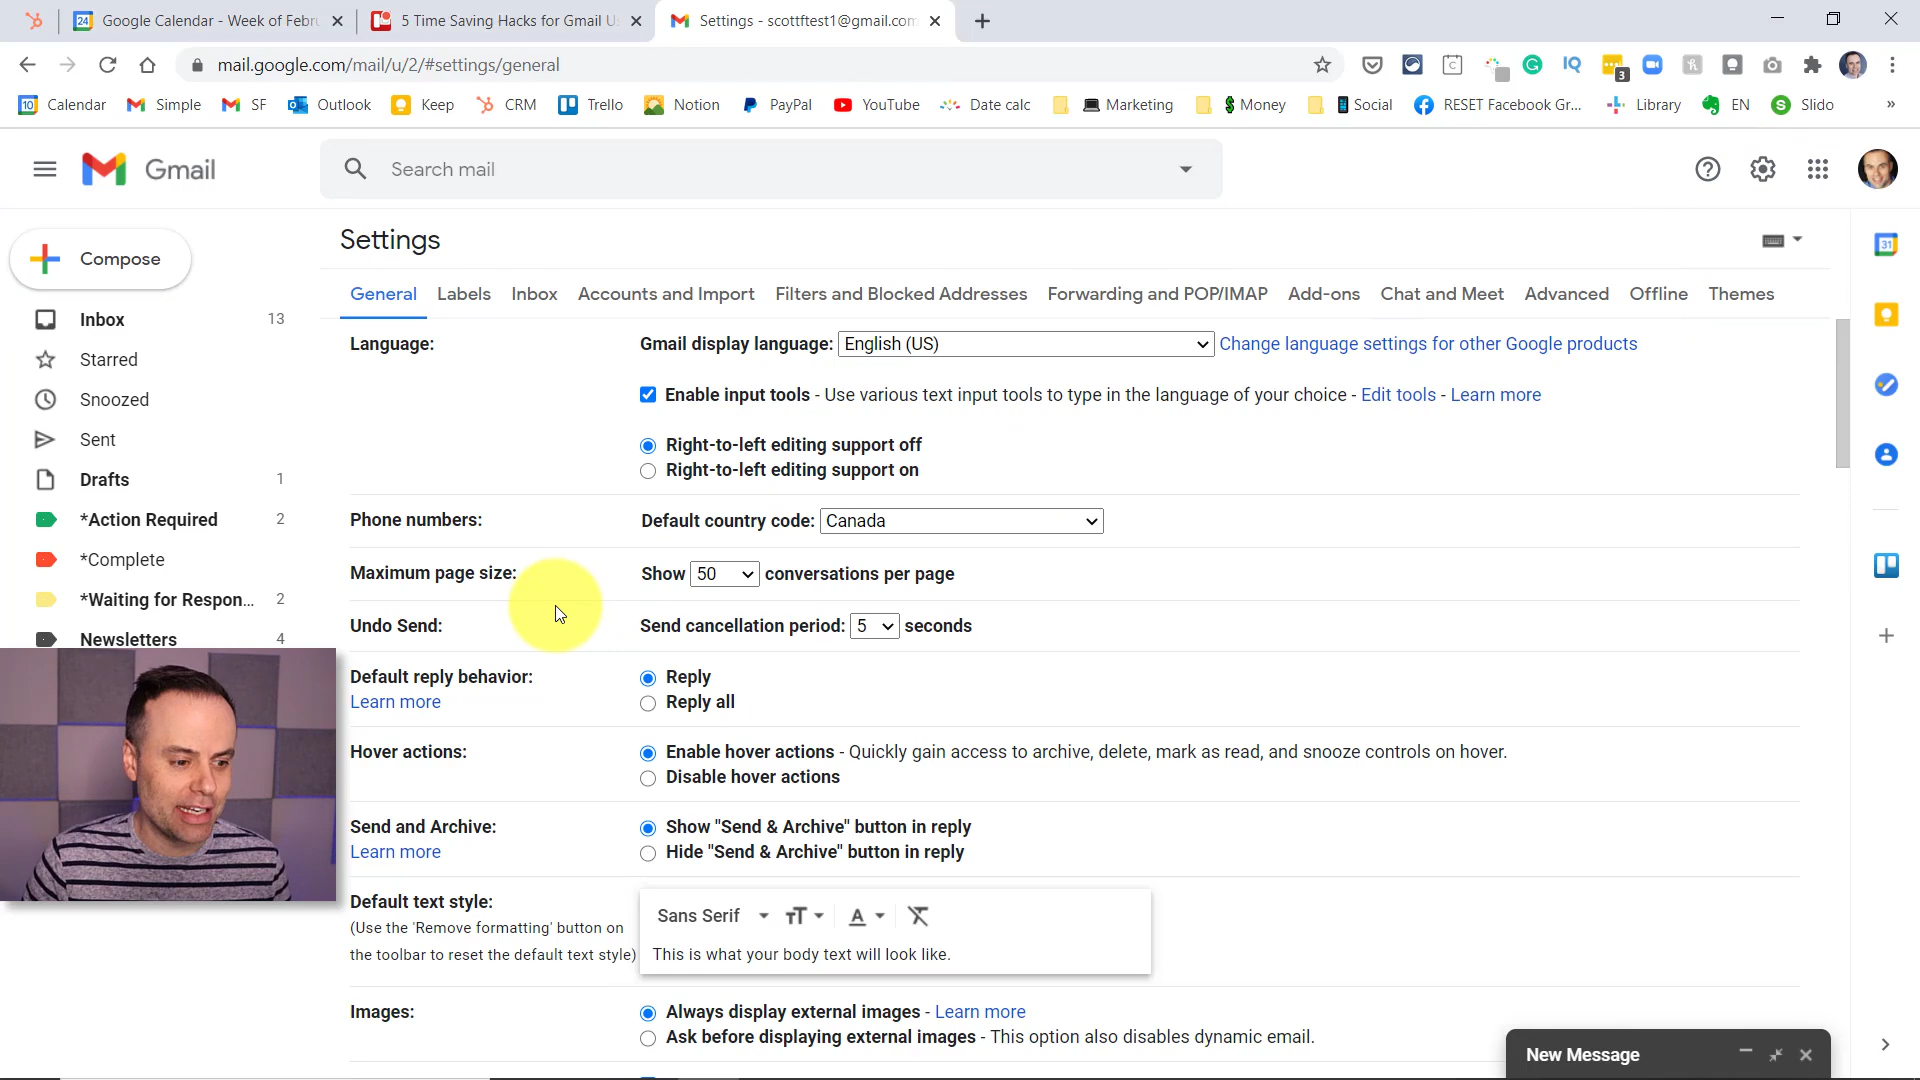 Google Calendar - Week of Febru
5 Time Saving Hacks for Gmail U
Settings - scottftest1@gmail.com
mail.google.com/mail/u/2/#settings/general
3
Calendar
Simple
SF
Outlook
Keep
CRM
Trello
Notion
PayPal
YouTube
Date calc
Marketing
$ Money
Social
RESET Facebook Gr...
Library
EN
Slido
»
Gmail
Search mail
Settings
Compose
General
Labels
Inbox
Accounts and Import
Filters and Blocked Addresses
Forwarding and POP/IMAP
Add-ons
Chat and Meet
Advanced
Offline
Themes
Inbox 13
Starred
Snoozed
Sent
Drafts 1
*Action Required 2
*Complete
*Waiting for Respon... 2
Newsletters 4
Language:
Gmail display language: English (US) Change language settings for other Google products
Enable input tools - Use various text input tools to type in the language of your choice - Edit tools - Learn more
Right-to-left editing support off
Right-to-left editing support on
Phone numbers:
Default country code: Canada
Maximum page size:
Show 50 conversations per page
Undo Send:
Send cancellation period: 5 seconds
Default reply behavior:
Learn more
Reply
Reply all
Hover actions:
Enable hover actions - Quickly gain access to archive, delete, mark as read, and snooze controls on hover.
Disable hover actions
Send and Archive:
Learn more
Show "Send & Archive" button in reply
Hide "Send & Archive" button in reply
Default text style:
(Use the 'Remove formatting' button on
the toolbar to reset the default text style)
Sans Serif
This is what your body text will look like.
Images:
Always display external images - Learn more
Ask before displaying external images - This option also disables dynamic email.
New Message
31